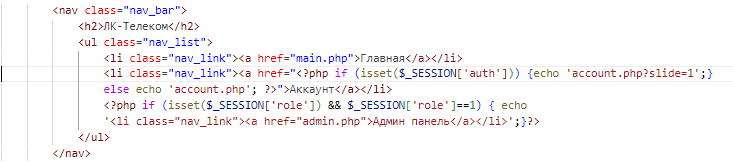 <nav class="nav_bar">
<h2>ЛК-Телеком</h2>
<ul class="nav_list">
<li class="nav_link"><a href="main.php">Главная</a></li>
<li class="nav_link"><a href="<?php if (isset($_SESSION['auth'])) {echo 'account.php?slide=1';}
else echo 'account.php'; ?>">Аккаунт</a></li>
<?php if (isset($_SESSION['role']) && $_SESSION['role']==1) { echo
'<li class="nav_link"><a href="admin.php">Админ панель</a></li>';}?>
</ul>
</nav>